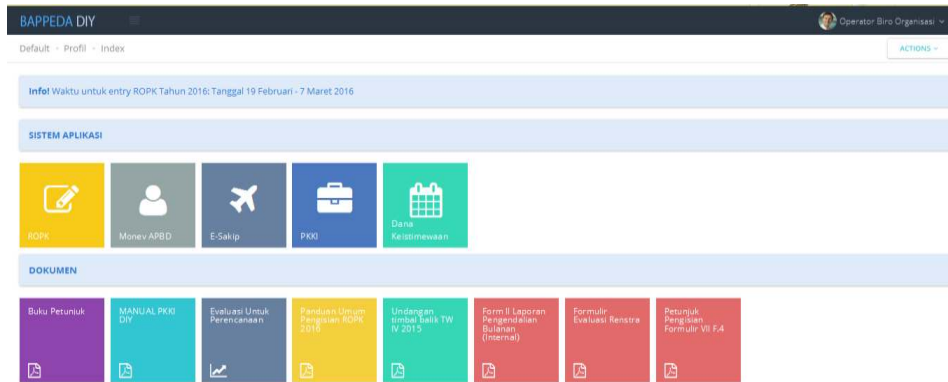 BAPPEDA DIY
Operator Biro Organisasi
Default - Profil - Index
ACTIONS
Info! Waktu untuk entry ROPK Tahun 2016: Tanggal 19 Februari - 7 Maret 2016
SISTEM APLIKASI
ROPK
Monev APBD
E-Sakip
PKKI
Dana
Keistimewaan
DOKUMEN
Buku Petunjuk
MANUAL PKKI
DIY
Evaluasi Untuk
Perencanaan
Panduan Umum
Pengisian ROPK
2016
Undangan
timbal balik TW
IV 2015
Form II Laporan
Pengendalian
Bulanan
(Internal)
Formulir
Evaluasi Renstra
Petunjuk
Pengisian
Formulir VII F.4